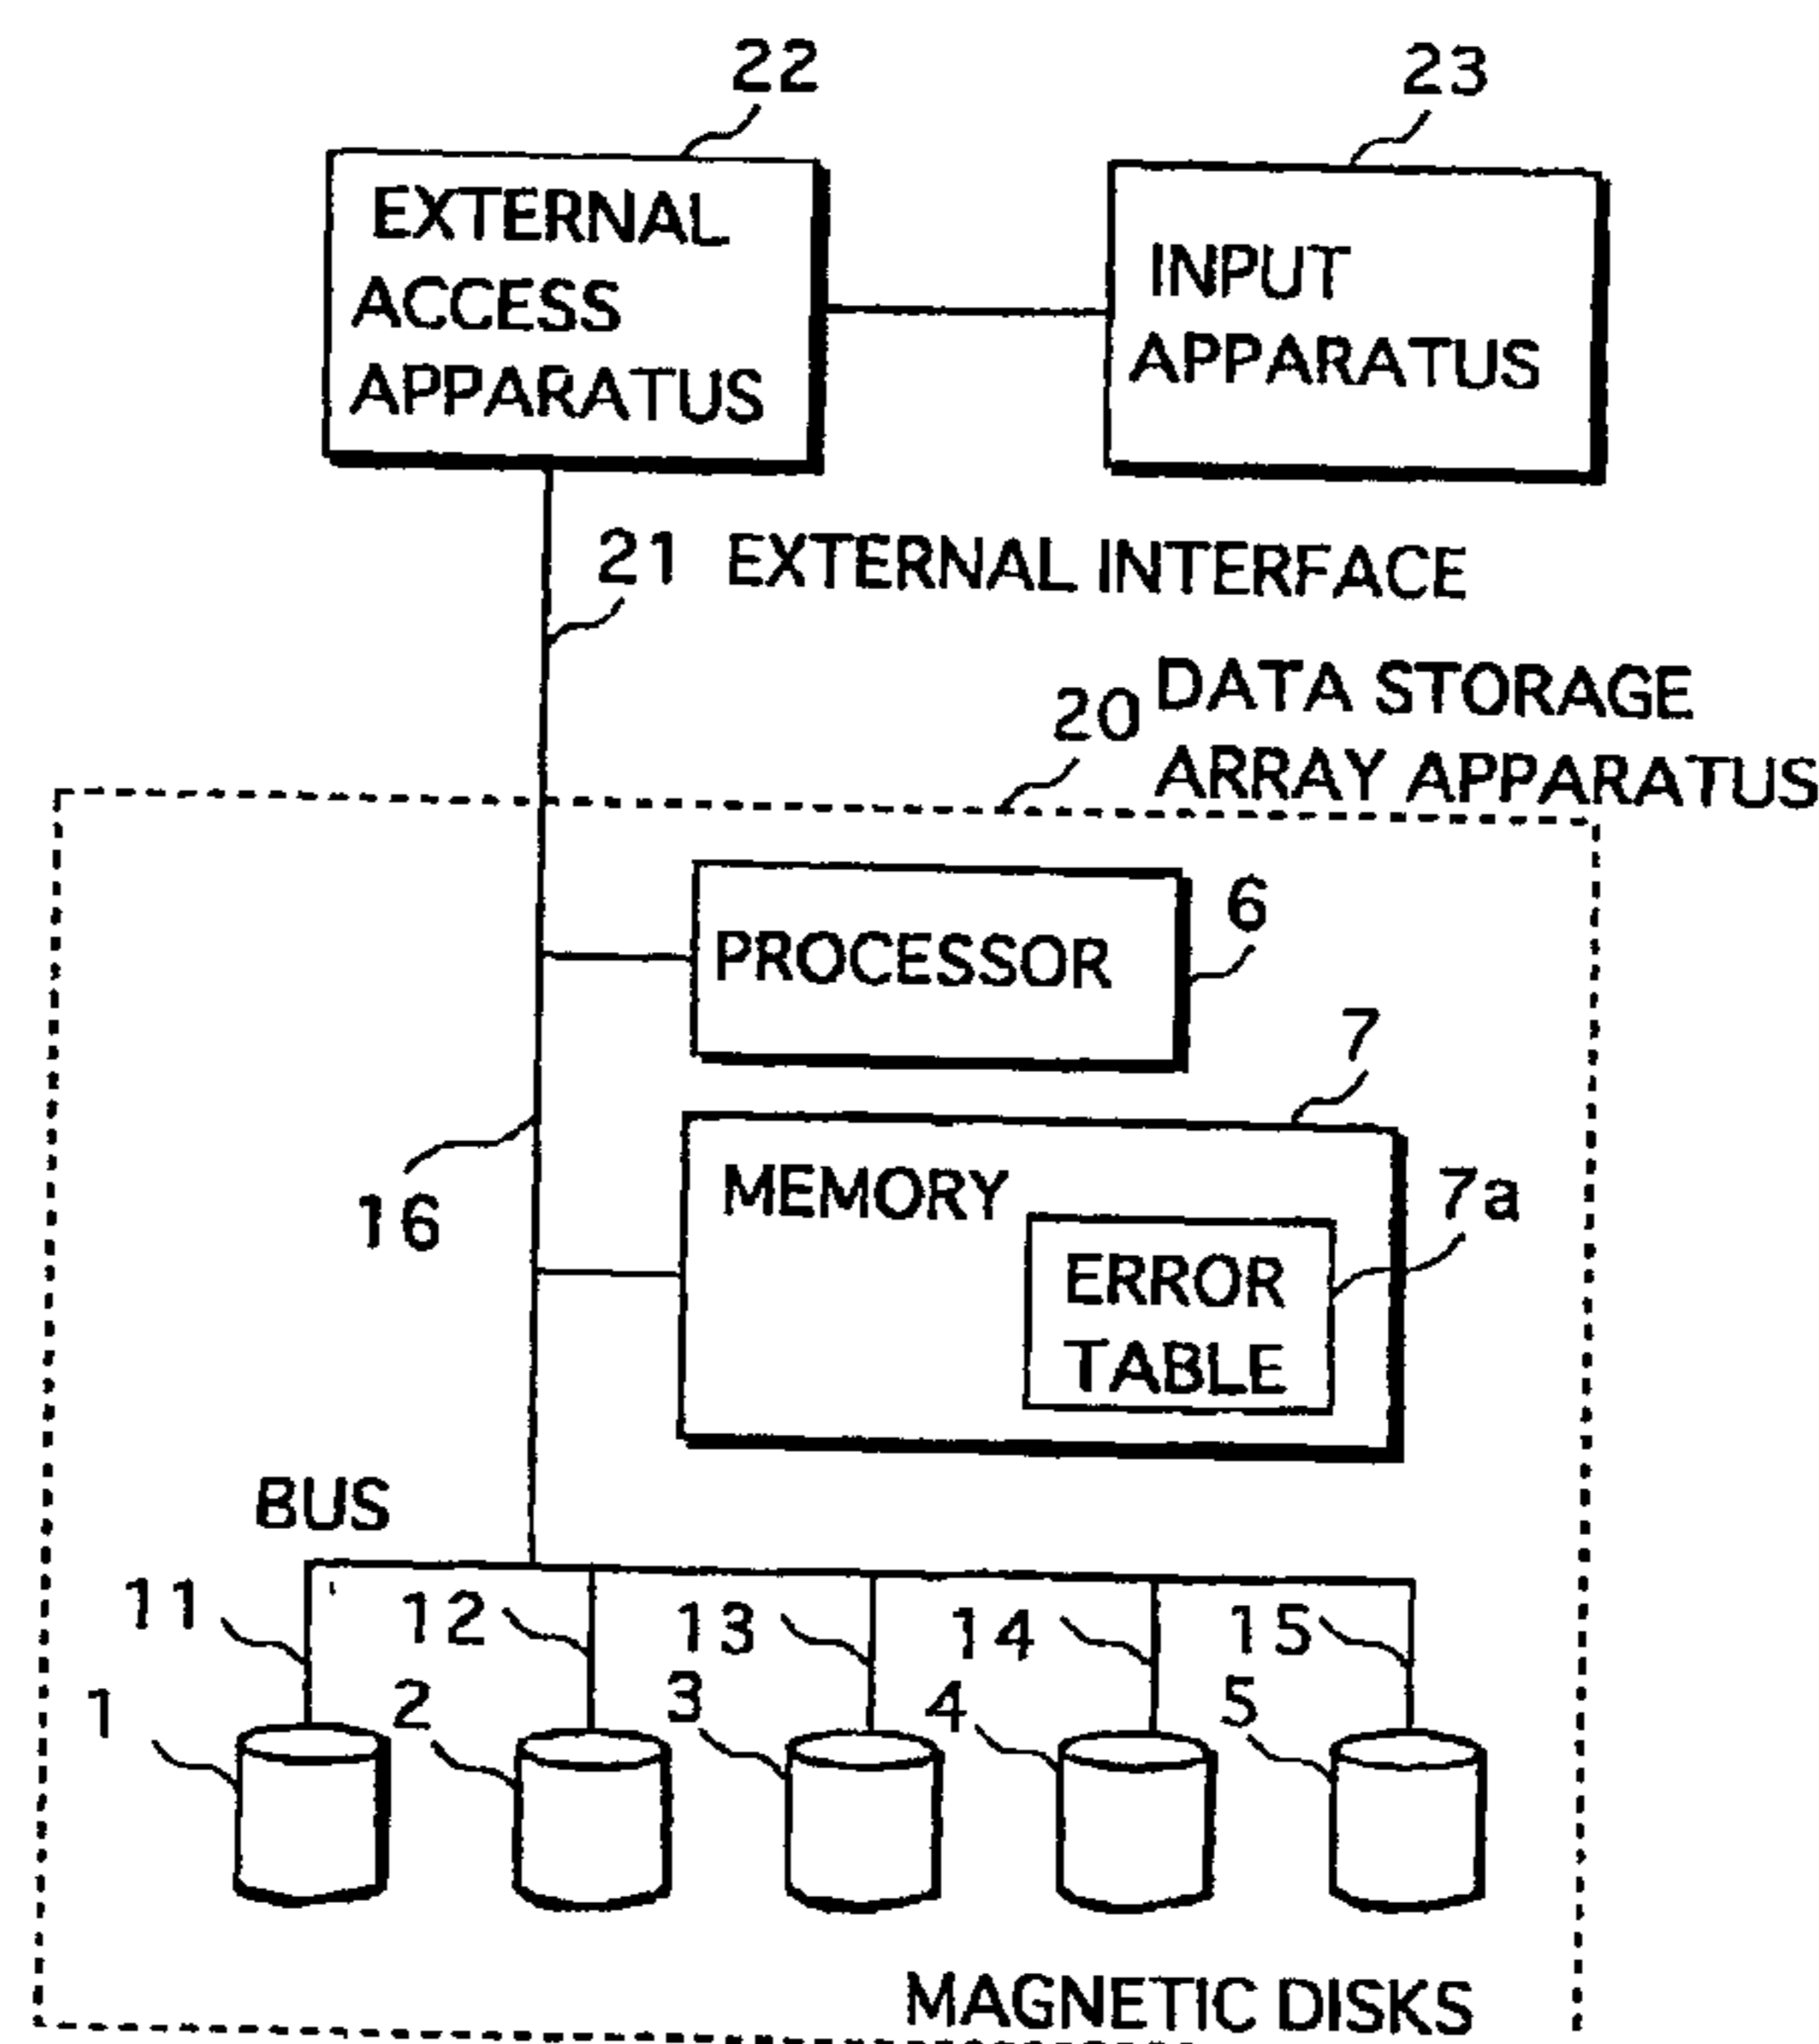 22
23
EXTERNAL
ACCESS
APPARATUS
INPUT
APPARATUS
21 EXTERNAL INTERFACE
20 DATA STORAGE
ARRAY APPARATUS
PROCESSOR
6
7
16
MEMORY
7a
ERROR
TABLE
BUS
11
12
13
14
15
1
2
3
4
5
MAGNETIC DISKS